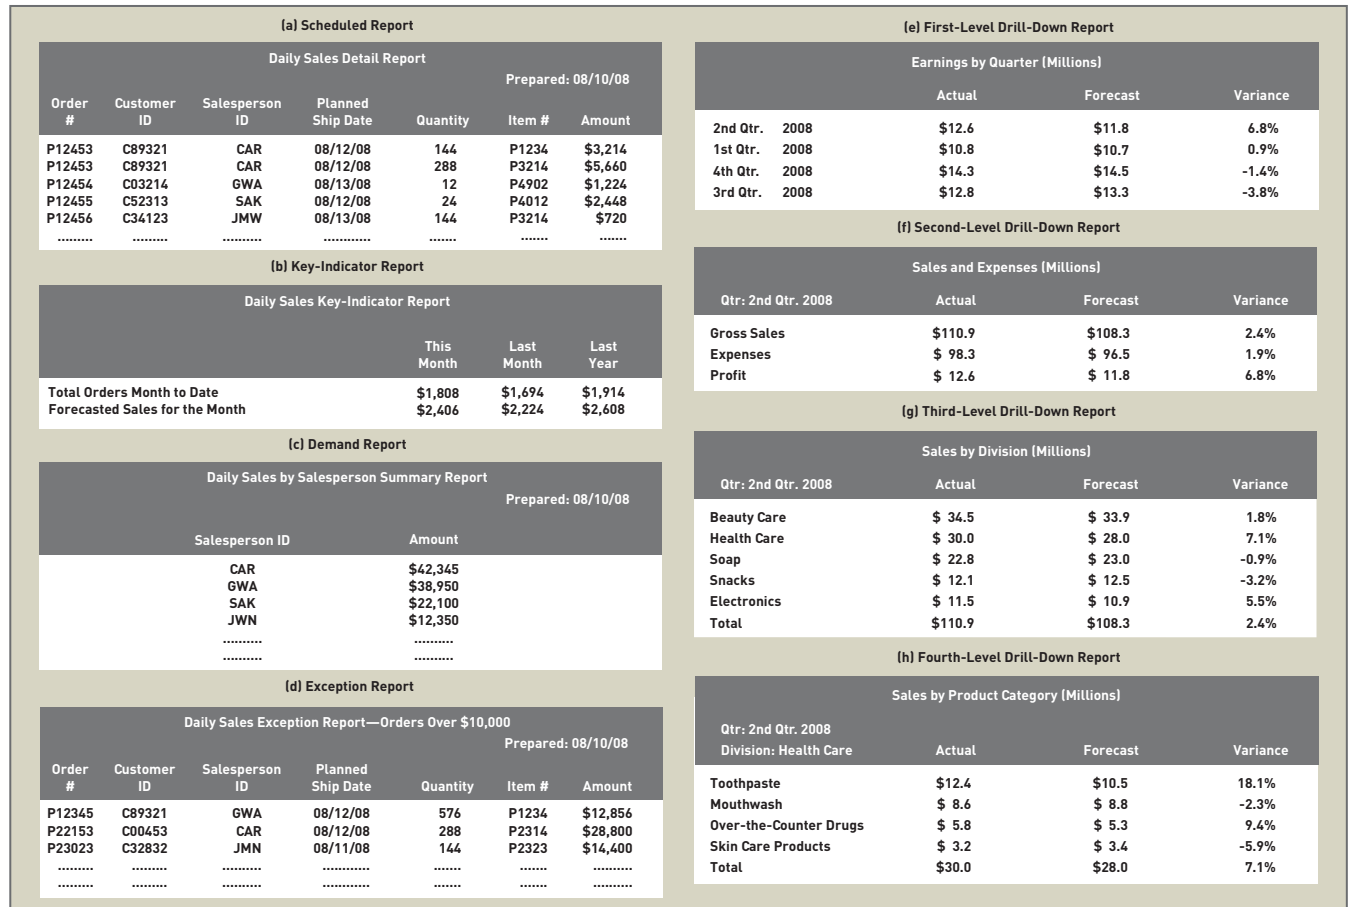 (a) Scheduled Report
Daily Sales Detail Report
Prepared: 08/10/08
Order # Customer ID Salesperson ID Planned Ship Date Quantity Item # Amount
P12453 C89321 CAR 08/12/08 144 P1234 $3,214
P12453 C89321 CAR 08/12/08 288 P3214 $5,660
P12454 C03214 GWA 08/13/08 12 P4902 $1,224
P12455 C52313 SAK 08/12/08 24 P4012 $2,448
P12456 C34123 JMW 08/13/08 144 P3214 $720
......... ......... .......... ............ ....... ....... .......
(b) Key-Indicator Report
Daily Sales Key-Indicator Report
This Month Last Month Last Year
Total Orders Month to Date $1,808 $1,694 $1,914
Forecasted Sales for the Month $2,406 $2,224 $2,608
(c) Demand Report
Daily Sales by Salesperson Summary Report
Prepared: 08/10/08
Salesperson ID Amount
CAR $42,345
GWA $38,950
SAK $22,100
JWN $12,350
.......... ..........
.......... ..........
(d) Exception Report
Daily Sales Exception Report—Orders Over $10,000
Prepared: 08/10/08
Order # Customer ID Salesperson ID Planned Ship Date Quantity Item # Amount
P12345 C89321 GWA 08/12/08 576 P1234 $12,856
P22153 C00453 CAR 08/12/08 288 P2314 $28,800
P23023 C32832 JMN 08/11/08 144 P2323 $14,400
......... ......... .......... ............ ....... ....... ..........
......... ......... .......... ............ ....... ....... ..........
(e) First-Level Drill-Down Report
Earnings by Quarter (Millions)
Actual Forecast Variance
2nd Qtr. 2008 $12.6 $11.8 6.8%
1st Qtr. 2008 $10.8 $10.7 0.9%
4th Qtr. 2008 $14.3 $14.5 -1.4%
3rd Qtr. 2008 $12.8 $13.3 -3.8%
(f) Second-Level Drill-Down Report
Sales and Expenses (Millions)
Qtr: 2nd Qtr. 2008 Actual Forecast Variance
Gross Sales $110.9 $108.3 2.4%
Expenses $ 98.3 $ 96.5 1.9%
Profit $ 12.6 $ 11.8 6.8%
(g) Third-Level Drill-Down Report
Sales by Division (Millions)
Qtr: 2nd Qtr. 2008 Actual Forecast Variance
Beauty Care $ 34.5 $ 33.9 1.8%
Health Care $ 30.0 $ 28.0 7.1%
Soap $ 22.8 $ 23.0 -0.9%
Snacks $ 12.1 $ 12.5 -3.2%
Electronics $ 11.5 $ 10.9 5.5%
Total $110.9 $108.3 2.4%
(h) Fourth-Level Drill-Down Report
Sales by Product Category (Millions)
Qtr: 2nd Qtr. 2008
Division: Health Care Actual Forecast Variance
Toothpaste $12.4 $10.5 18.1%
Mouthwash $ 8.6 $ 8.8 -2.3%
Over-the-Counter Drugs $ 5.8 $ 5.3 9.4%
Skin Care Products $ 3.2 $ 3.4 -5.9%
Total $30.0 $28.0 7.1%